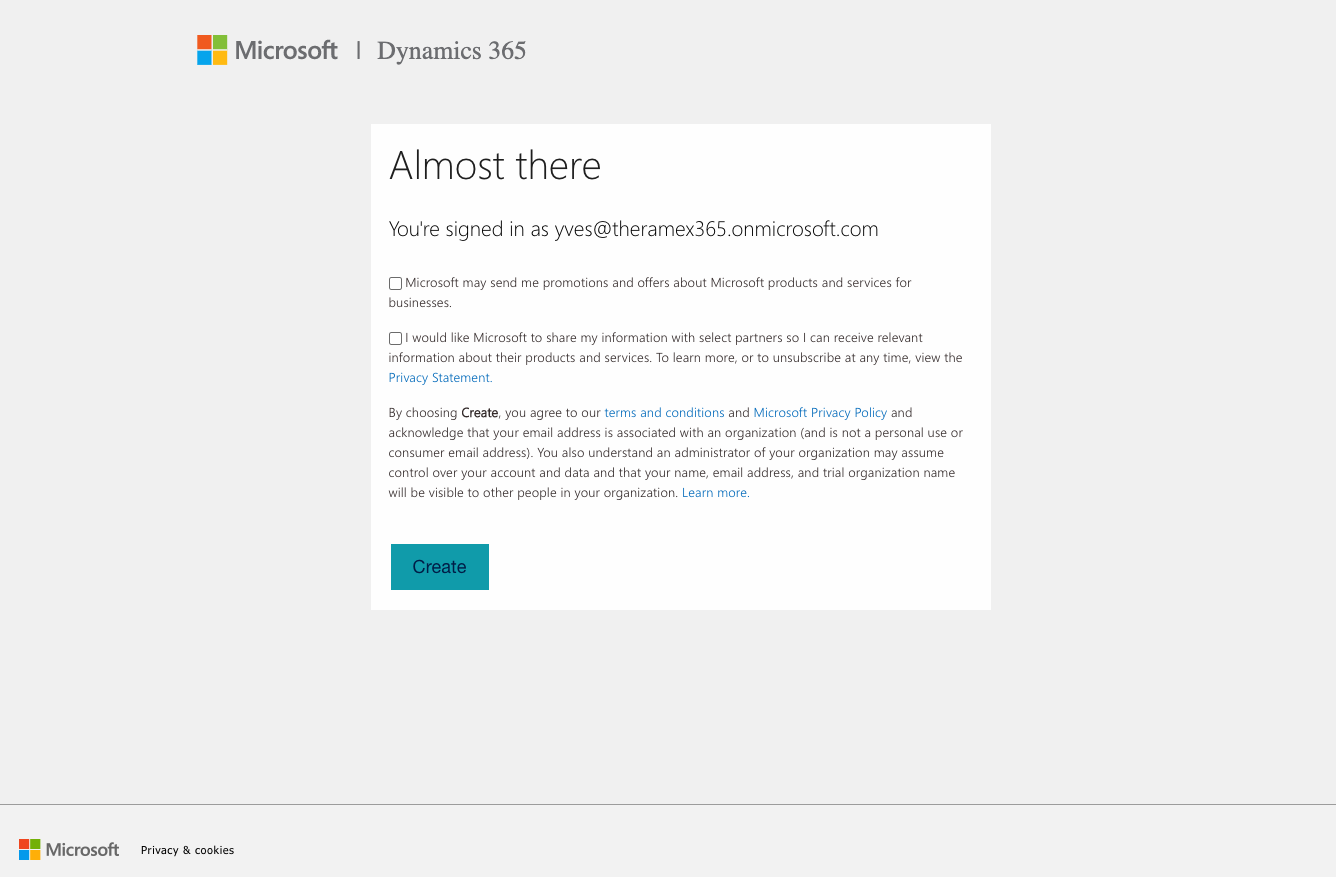 Microsoft | Dynamics 365
Almost there
You're signed in as yves@theramex365.onmicrosoft.com
Microsoft may send me promotions and offers about Microsoft products and services for
businesses.
I would like Microsoft to share my information with select partners so I can receive relevant
information about their products and services. To learn more, or to unsubscribe at any time, view the
Privacy Statement.
By choosing Create, you agree to our terms and conditions and Microsoft Privacy Policy and
acknowledge that your email address is associated with an organization (and is not a personal use or
consumer email address). You also understand an administrator of your organization may assume
control over your account and data and that your name, email address, and trial organization name
will be visible to other people in your organization. Learn more.
Create
Microsoft Privacy & cookies